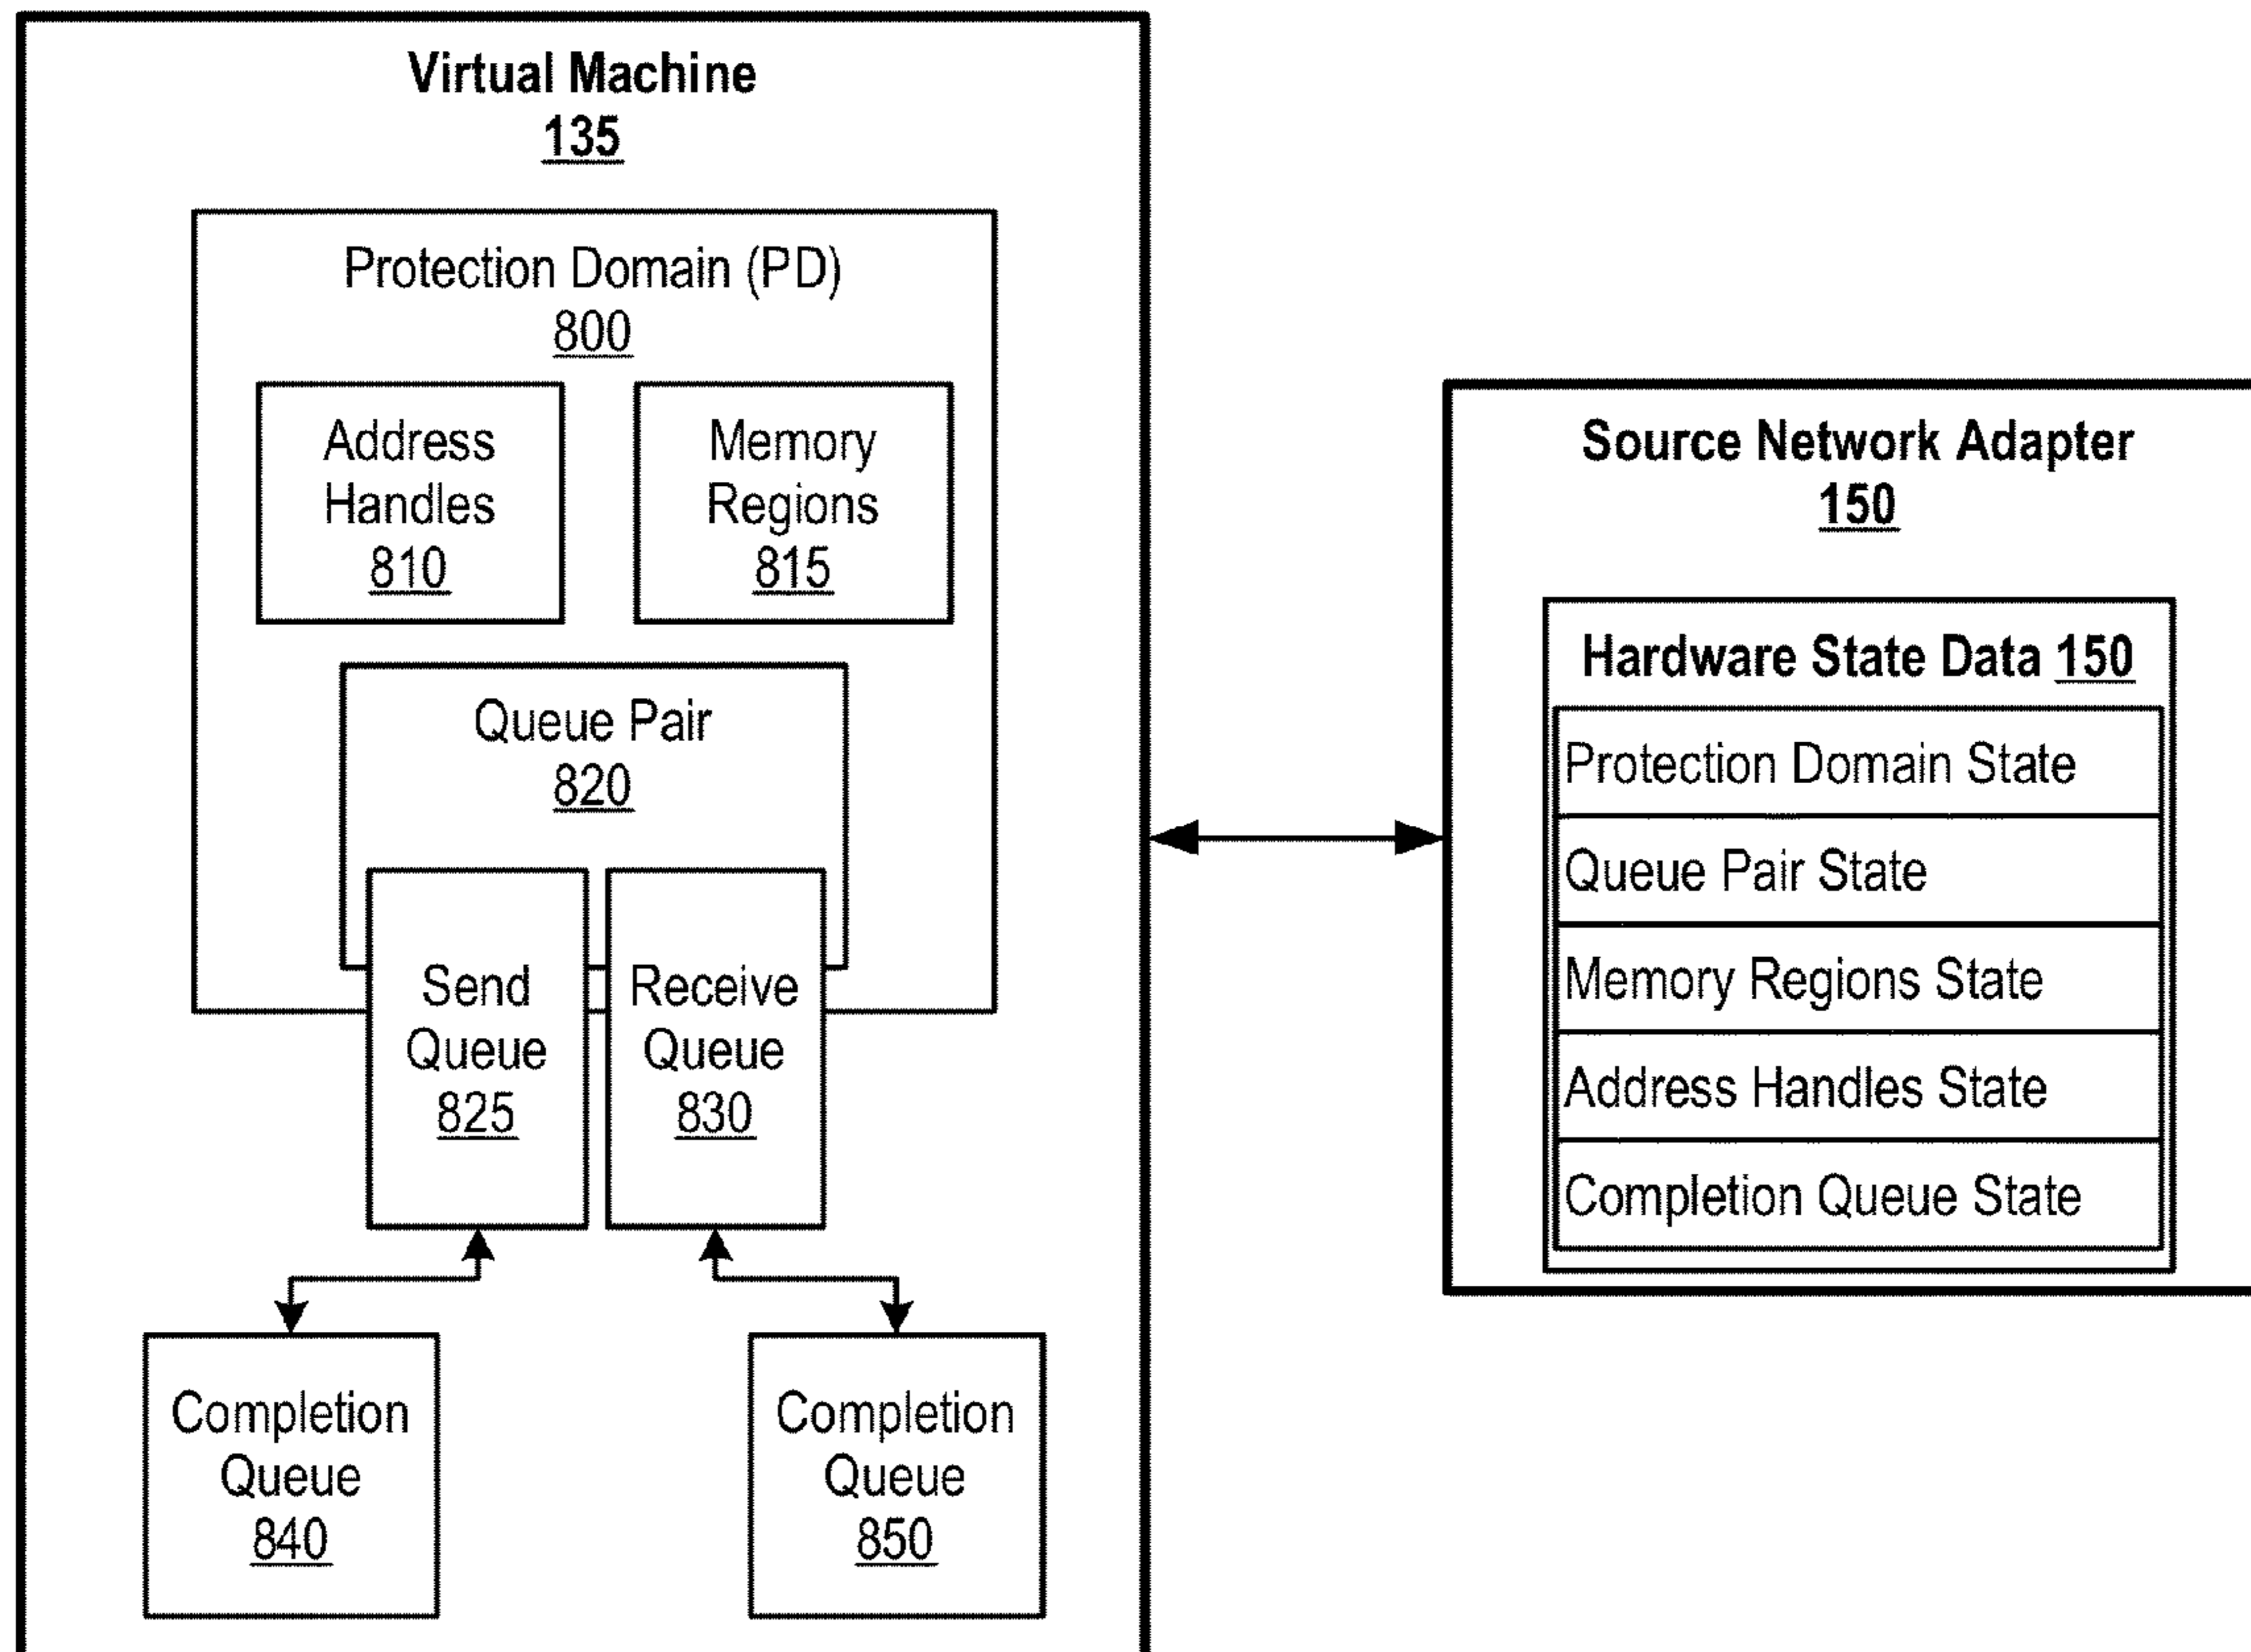 Virtual Machine
135
Protection Domain (PD)
800
Address
Handles
810
Memory
Regions
815
Queue Pair
820
Send
Queue
825
Receive
Queue
830
Completion
Queue
840
Completion
Queue
850
Source Network Adapter
150
Hardware State Data 150
Protection Domain State
Queue Pair State
Memory Regions State
Address Handles State
Completion Queue State